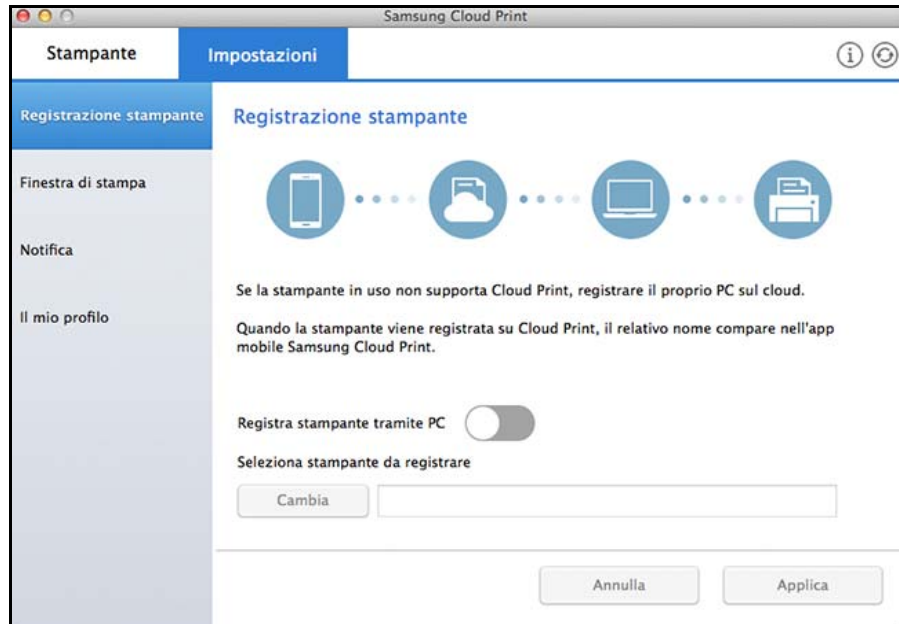 Samsung Cloud Print
Stampante
Impostazioni
Registrazione stampante
Finestra di stampa
Notifica
Il mio profilo
Registrazione stampante
Se la stampante in uso non supporta Cloud Print, registrare il proprio PC sul cloud.
Quando la stampante viene registrata su Cloud Print, il relativo nome compare nell'app
mobile Samsung Cloud Print.
Registra stampante tramite PC
Seleziona stampante da registrare
Cambia
Annulla
Applica